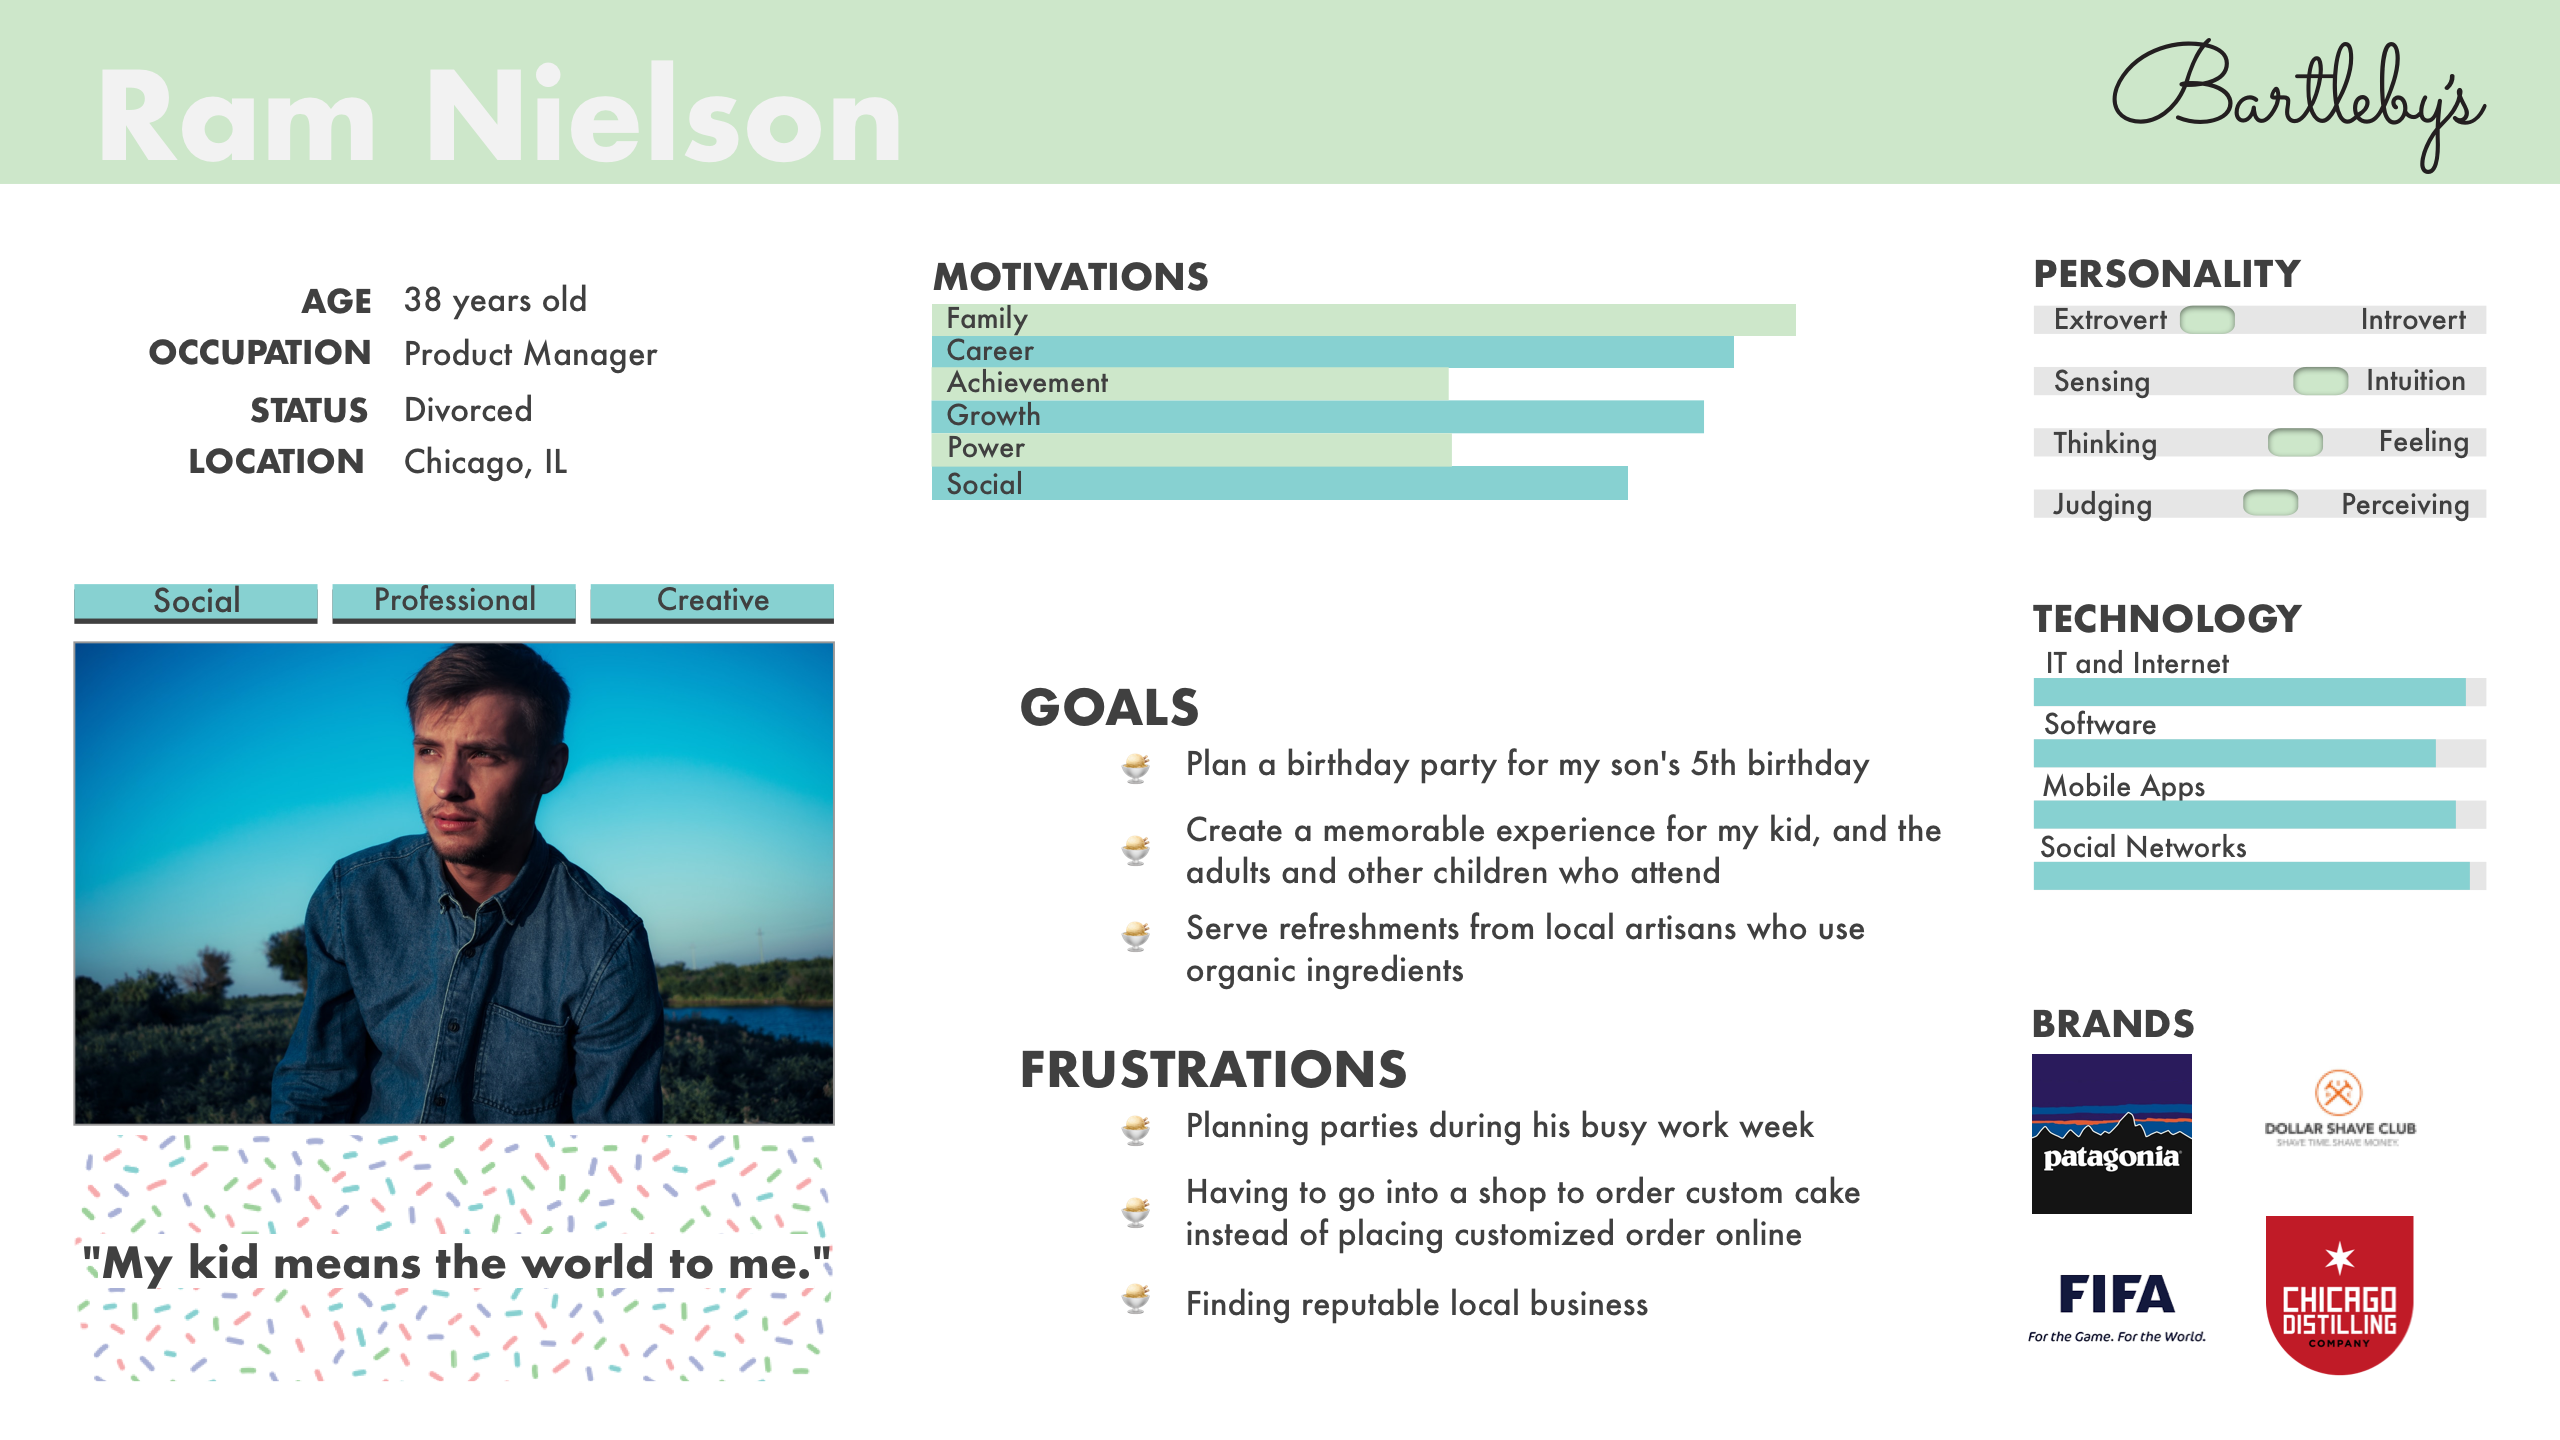 Ram Nielson
Bartleby's
AGE 38 years old
OCCUPATION Product Manager
STATUS Divorced
LOCATION Chicago, IL
Social Professional Creative
"My kid means the world to me."
MOTIVATIONS
Family
Career
Achievement
Growth
Power
Social
GOALS
Plan a birthday party for my son's 5th birthday
Create a memorable experience for my kid, and the
adults and other children who attend
Serve refreshments from local artisans who use
organic ingredients
FRUSTRATIONS
Planning parties during his busy work week
Having to go into a shop to order custom cake
instead of placing customized order online
Finding reputable local business
PERSONALITY
Extrovert Introvert
Sensing Intuition
Thinking Feeling
Judging Perceiving
TECHNOLOGY
IT and Internet
Software
Mobile Apps
Social Networks
BRANDS
patagonia
DOLLAR SHAVE CLUB
SHAVE TIME. SHAVE MONEY.
FIFA
For the Game. For the World.
CHICAGO
DISTILLING
COMPANY